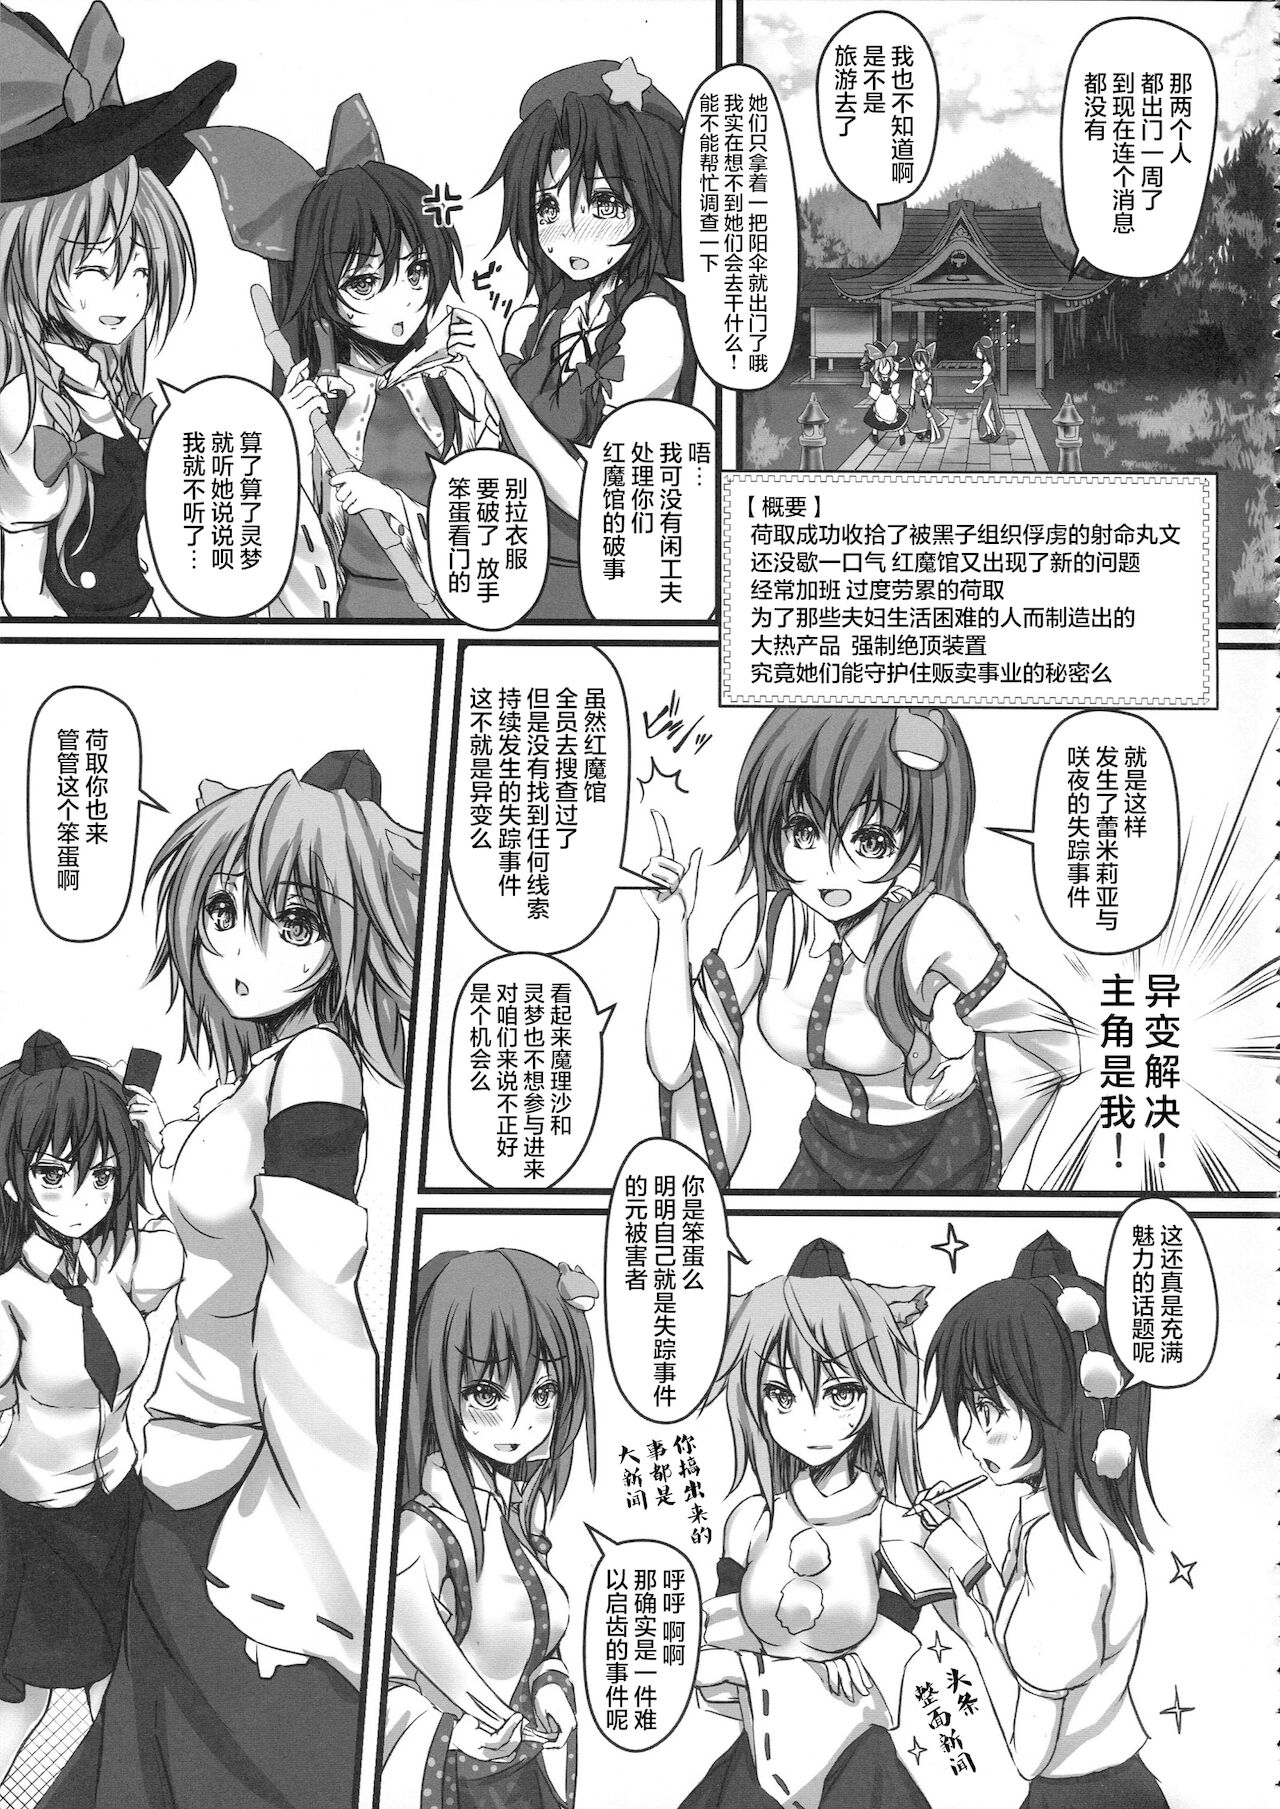 那两个人
都出门一周了
到现在连个消息
都没有
我也不知道啊
是不是
旅游去了
她们只拿着一把阳伞就出门了哦
我实在想不到她们会去干什么！
能不能帮忙调查一下
唔…
我可没有闲工夫
处理你们
红魔馆的破事
别拉衣服
要破了 放手
笨蛋看门的
算了算了灵梦
就听她说说呗
我就不听了…
【概要】
荷取成功收拾了被黑子组织俘虏的射命丸文
还没歇一口气 红魔馆又出现了新的问题
经常加班 过度劳累的荷取
为了那些夫妇生活困难的人而制造出的
大热产品 强制绝顶装置
究竟她们能守护住贩卖事业的秘密么
就是这样
发生了蕾米莉亚与
咲夜的失踪事件
异变解决！
主角是我！
虽然红魔馆
全员去搜查过了
但是没有找到任何线索
持续发生的失踪事件
这不就是异变么
看起来魔理沙和
灵梦也不想参与进来
对咱们来说不正好
是个机会么
荷取你也来
管管这个笨蛋啊
这还真是充满
魅力的话题呢
你是笨蛋么
明明自己就是失踪事件
的元被害者
你搞出来的
事都是
大新闻
呼呼 啊啊
那确实是一件难
以启齿的事件呢
头条
整面新闻